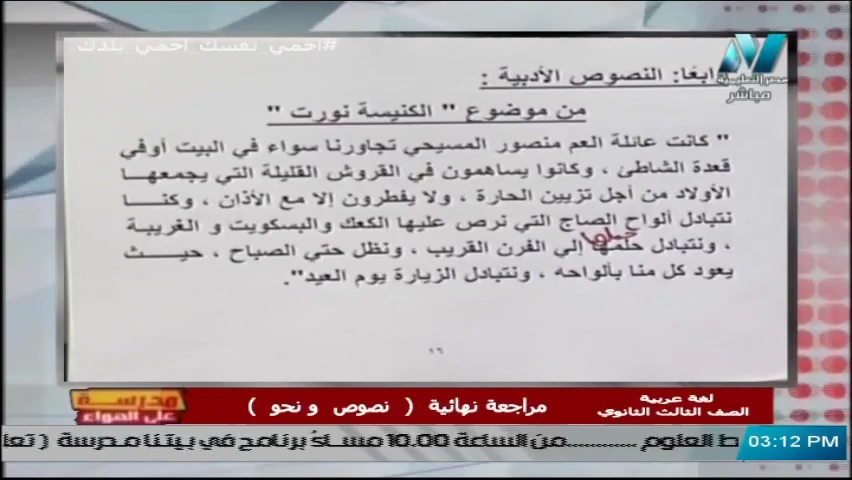 #احمي_نفسك_احمي_بلدك
مصر التعليمية
مباشر
ابعًا: النصوص الأدبية :
من موضوع " الكنيسة نورت "
" كانت عائلة العم منصور المسيحي تجاورنا سواء في البيت أوفي
قعدة الشاطئ ، وكانوا يساهمون في القروش القليلة التي يجمعها
الأولاد من أجل تزيين الحارة ، ولا يفطرون إلا مع الأذان ، وكنا
نتبادل ألواح الصاج التي نرص عليها الكعك والبسكويت و الغريبة
حملها
، ونتبادل حلمها إلي الفرن القريب ، ونظل حتي الصباح ، حيث
يعود كل منا بألواحه ، ونتبادل الزيارة يوم العيد".
١٦
مدرسة على الهواء
مراجعة نهائية ( نصوص و نحو )
لغة عربية
الصف الثالث الثانوي
ط العلوم ............من الساعة 10.00 مساءً برنامج في بيتنا مدرسة ( تعا
03:12 PM